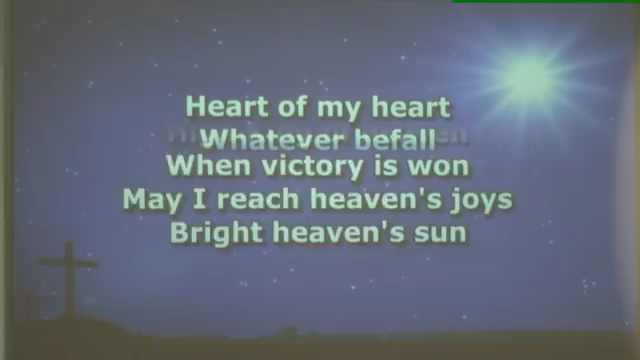 Heart of my heart
Whatever befall
When victory is won
May I reach heaven's joys
Bright heaven's sun